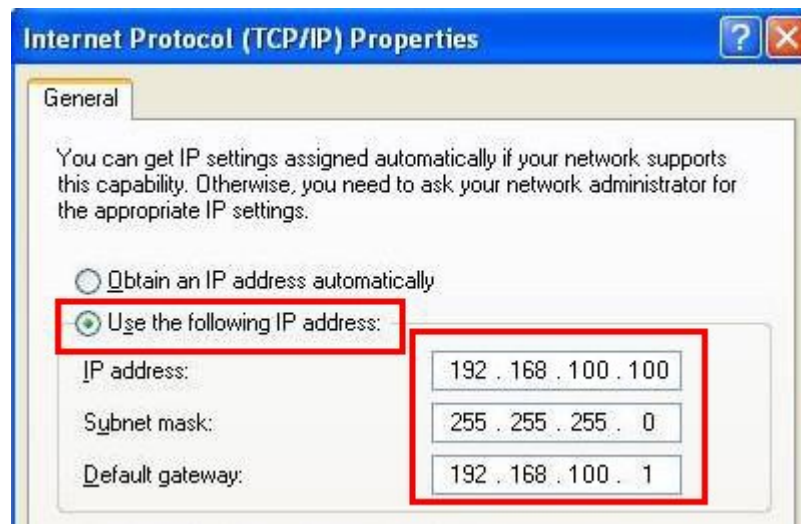 Internet Protocol (TCP/IP) Properties
General
You can get IP settings assigned automatically if your network supports
this capability. Otherwise, you need to ask your network administrator for
the appropriate IP settings.
Obtain an IP address automatically
Use the following IP address:
IP address: 192 . 168 . 100 . 100
Subnet mask: 255 . 255 . 255 . 0
Default gateway: 192 . 168 . 100 . 1